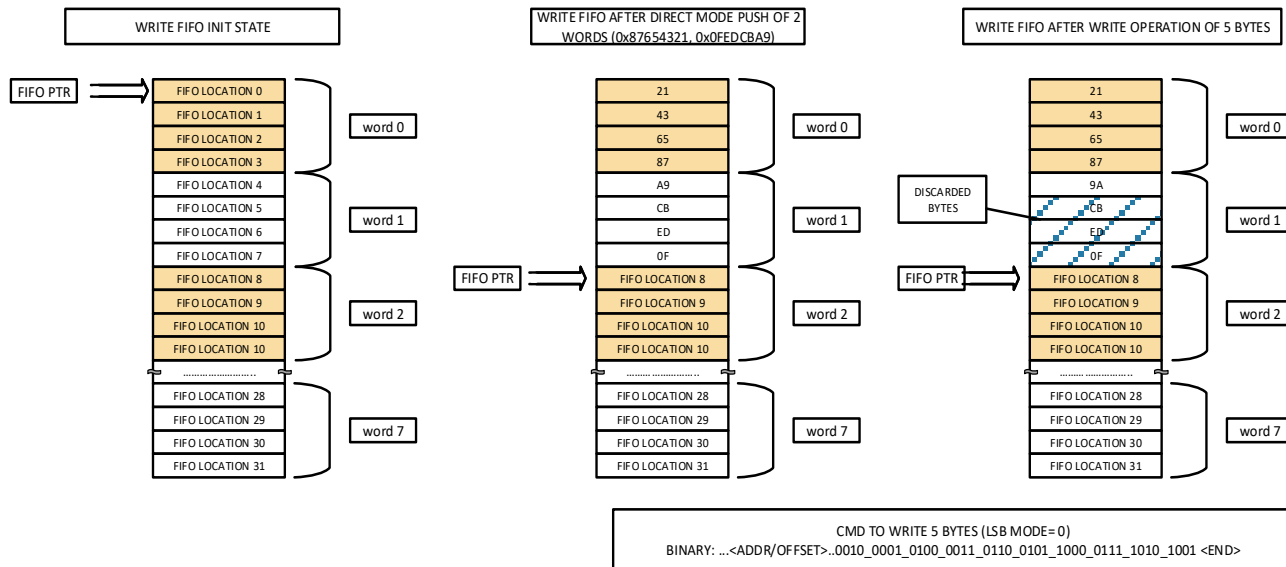 WRITE FIFO INIT STATE
FIFO PTR
FIFO LOCATION 0
FIFO LOCATION 1
FIFO LOCATION 2
FIFO LOCATION 3
FIFO LOCATION 4
FIFO LOCATION 5
FIFO LOCATION 6
FIFO LOCATION 7
FIFO LOCATION 8
FIFO LOCATION 9
FIFO LOCATION 10
FIFO LOCATION 10
..........................
FIFO LOCATION 28
FIFO LOCATION 29
FIFO LOCATION 30
FIFO LOCATION 31
word 0
word 1
word 2
word 7
WRITE FIFO AFTER DIRECT MODE PUSH OF 2
WORDS (0x87654321, 0x0FEDCBA9)
FIFO PTR
21
43
65
87
A9
CB
ED
0F
FIFO LOCATION 8
FIFO LOCATION 9
FIFO LOCATION 10
FIFO LOCATION 10
..........................
FIFO LOCATION 28
FIFO LOCATION 29
FIFO LOCATION 30
FIFO LOCATION 31
word 0
word 1
word 2
word 7
WRITE FIFO AFTER WRITE OPERATION OF 5 BYTES
DISCARDED
BYTES
FIFO PTR
21
43
65
87
9A
CB
ED
0F
FIFO LOCATION 8
FIFO LOCATION 9
FIFO LOCATION 10
FIFO LOCATION 10
..........................
FIFO LOCATION 28
FIFO LOCATION 29
FIFO LOCATION 30
FIFO LOCATION 31
word 0
word 1
word 2
word 7
CMD TO WRITE 5 BYTES (LSB MODE= 0)
BINARY: ...<ADDR/OFFSET>..0010_0001_0100_0011_0110_0101_1000_0111_1010_1001 <END>